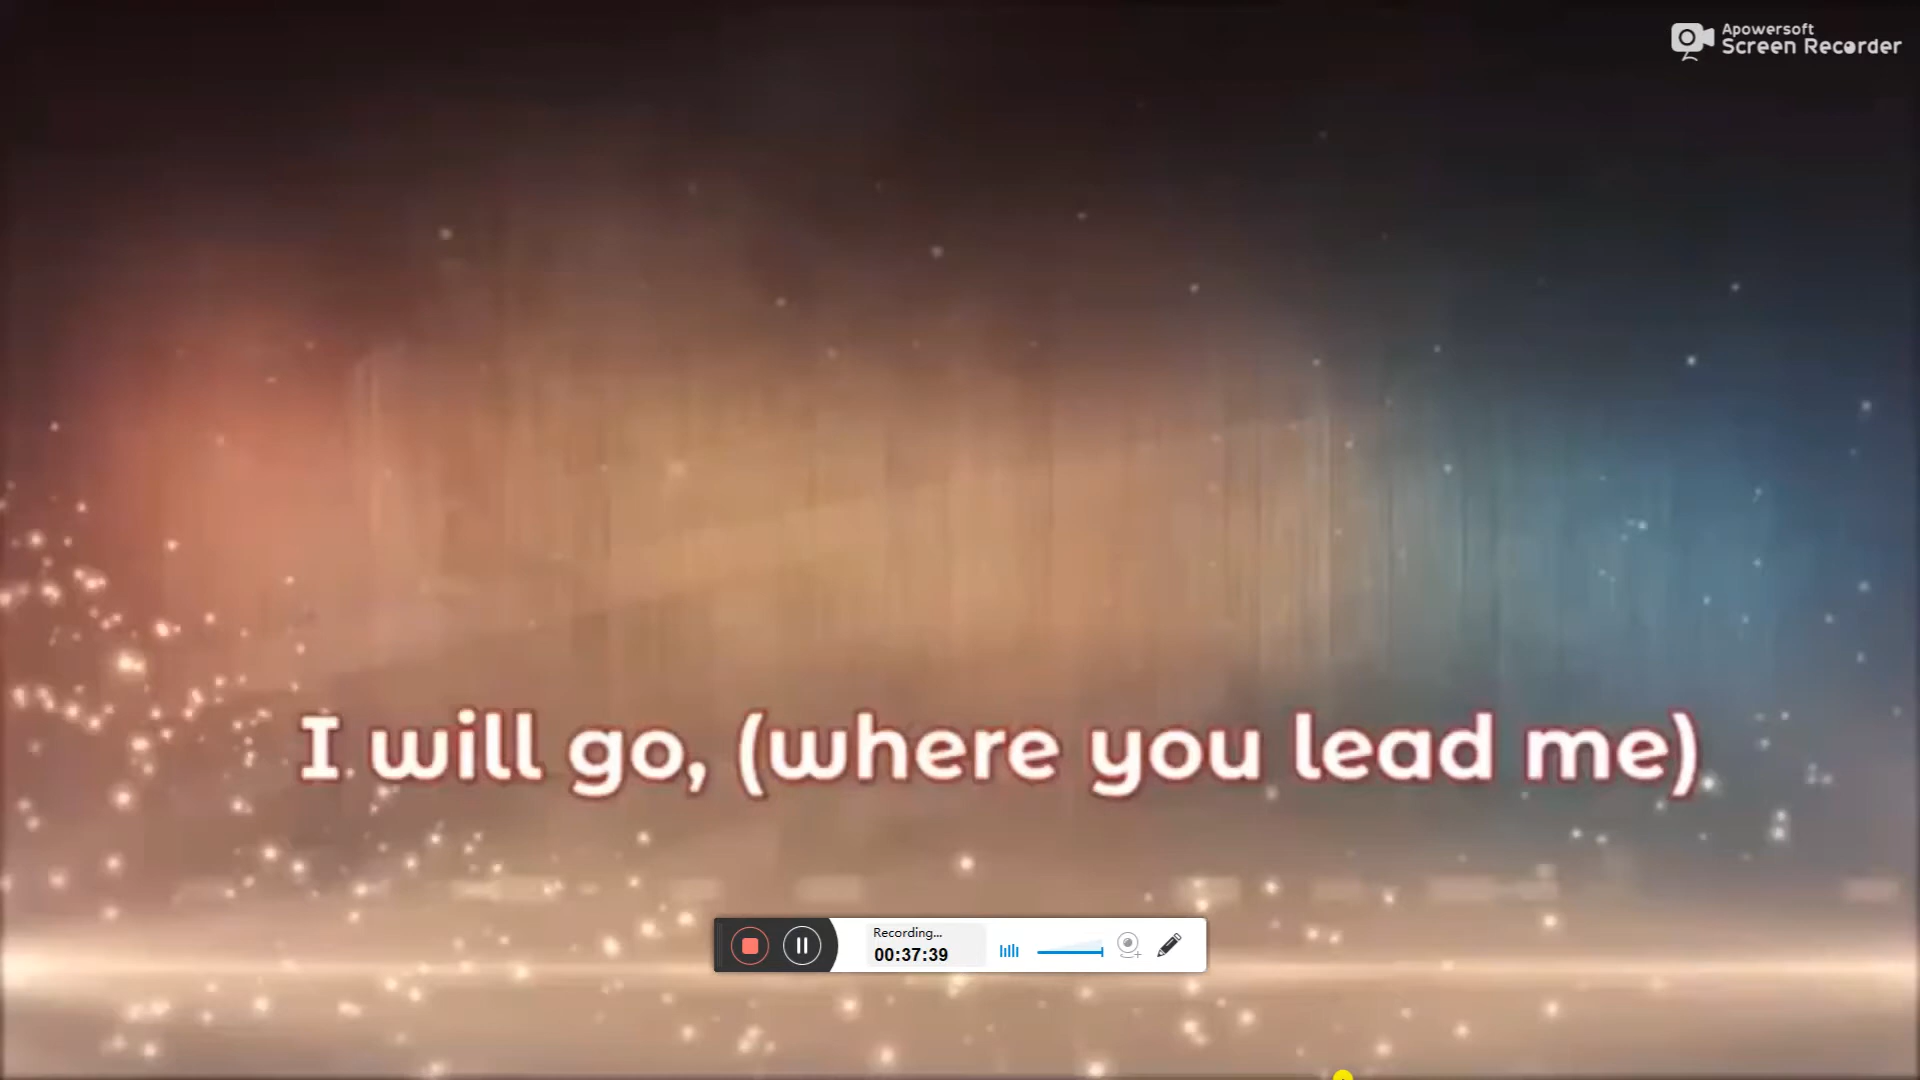 Apowersoft
Screen Recorder
I will go, (where you lead me)
Recording...
00:37:39